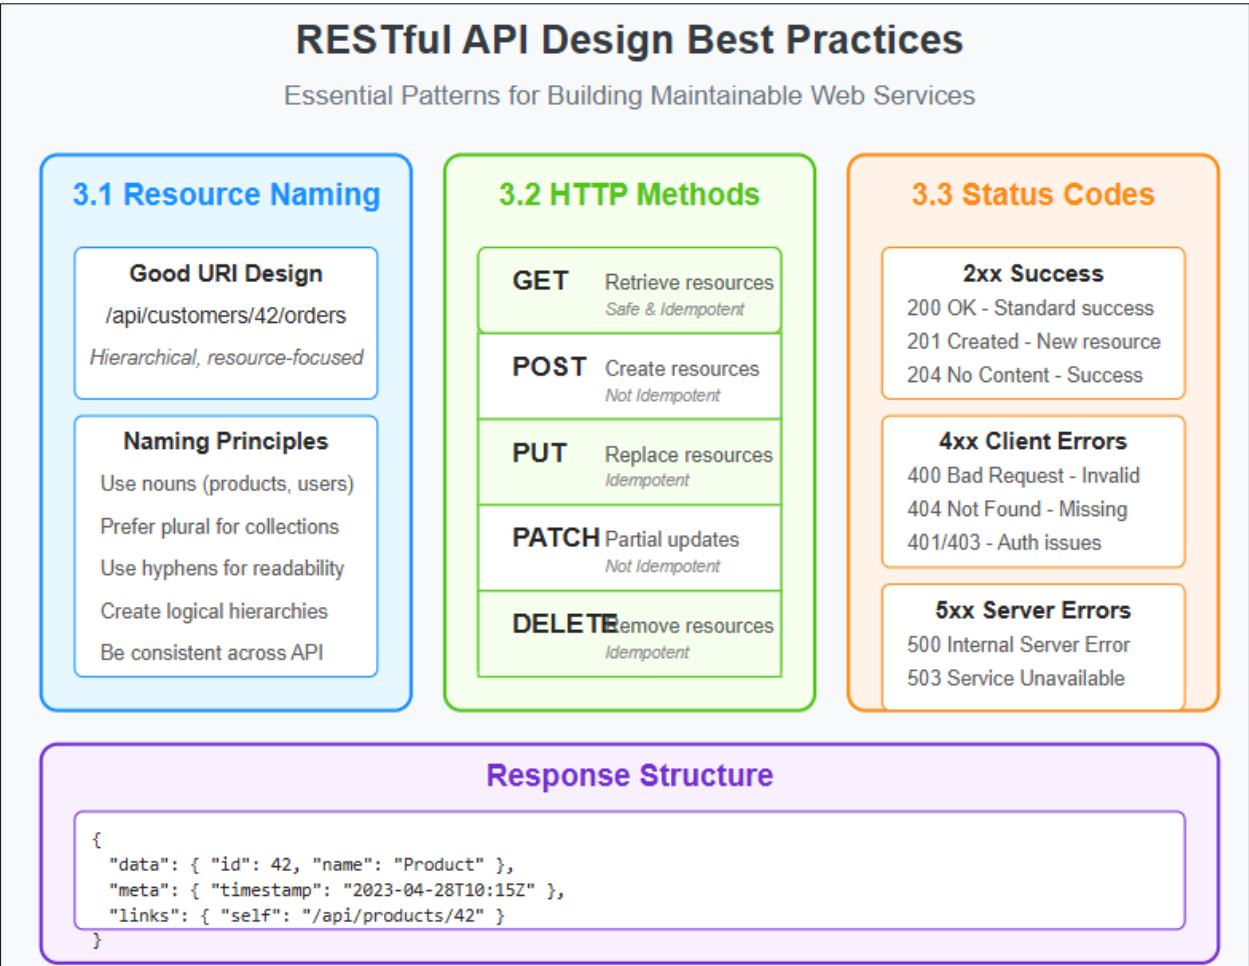 RESTful API Design Best Practices
Essential Patterns for Building Maintainable Web Services
3.1 Resource Naming
Good URI Design
/api/customers/42/orders
Hierarchical, resource-focused
Naming Principles
Use nouns (products, users)
Prefer plural for collections
Use hyphens for readability
Create logical hierarchies
Be consistent across API
3.2 HTTP Methods
GET Retrieve resources
Safe & Idempotent
POST Create resources
Not Idempotent
PUT Replace resources
Idempotent
PATCH Partial updates
Not Idempotent
DELETE Remove resources
Idempotent
3.3 Status Codes
2xx Success
200 OK - Standard success
201 Created - New resource
204 No Content - Success
4xx Client Errors
400 Bad Request - Invalid
404 Not Found - Missing
401/403 - Auth issues
5xx Server Errors
500 Internal Server Error
503 Service Unavailable
Response Structure
{
"data": { "id": 42, "name": "Product" },
"meta": { "timestamp": "2023-04-28T10:15Z" },
"links": { "self": "/api/products/42" }
}